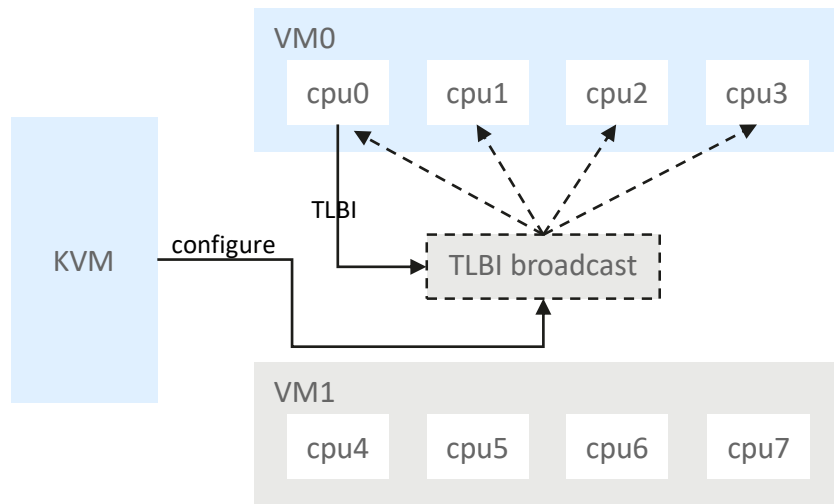 VM0
cpu0 cpu1 cpu2 cpu3
TLBI
configure
KVM
TLBI broadcast
VM1
cpu4 cpu5 cpu6 cpu7